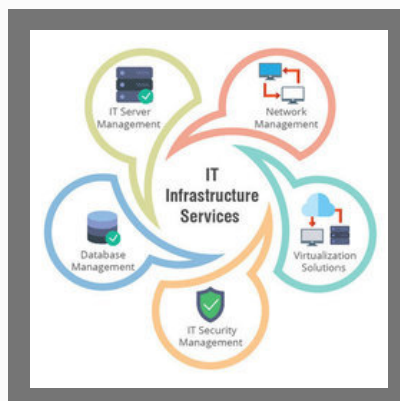 IT Server
Management
Network
Management
IT
Infrastructure
Services
Database
Management
Virtualization
Solutions
IT Security
Management